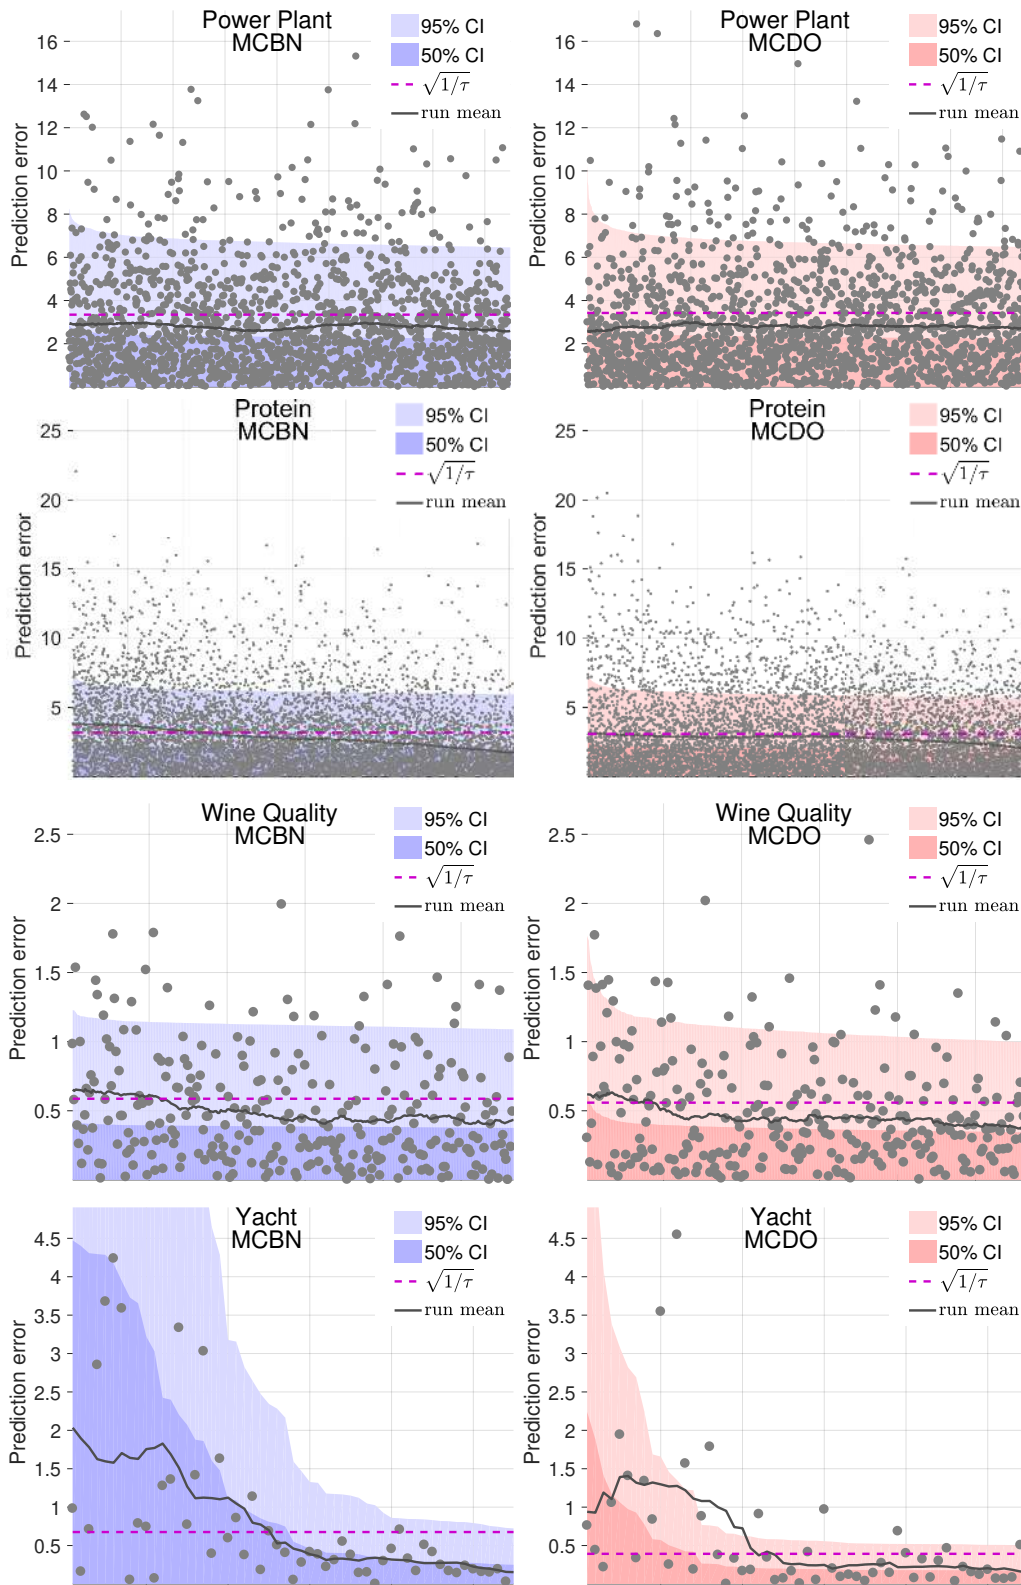 Power Plant
MCBN
95% CI
50% CI
√1/τ
run mean
Prediction error
16
14
12
10
8
6
4
2
Power Plant
MCDO
95% CI
50% CI
√1/τ
run mean
Prediction error
16
14
12
10
8
6
4
2
Protein
MCBN
95% CI
50% CI
√1/τ
run mean
Prediction error
25
20
15
10
5
Protein
MCDO
95% CI
50% CI
√1/τ
run mean
Prediction error
25
20
15
10
5
Wine Quality
MCBN
95% CI
50% CI
√1/τ
run mean
Prediction error
2.5
2
1.5
1
0.5
Wine Quality
MCDO
95% CI
50% CI
√1/τ
run mean
Prediction error
2.5
2
1.5
1
0.5
Yacht
MCBN
95% CI
50% CI
√1/τ
run mean
Prediction error
4.5
4
3.5
3
2.5
2
1.5
1
0.5
Yacht
MCDO
95% CI
50% CI
√1/τ
run mean
Prediction error
4.5
4
3.5
3
2.5
2
1.5
1
0.5